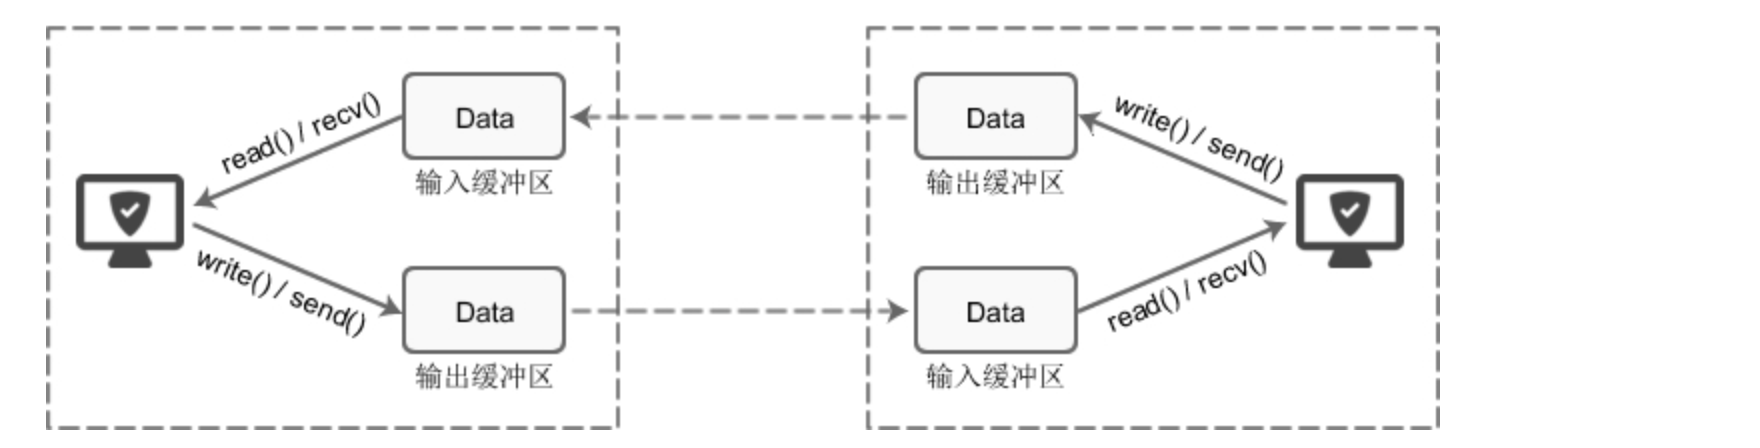 read() / recv()
Data
输入缓冲区
write() / send()
Data
输出缓冲区
Data
输出缓冲区
write() / send()
Data
输入缓冲区
read() / recv()